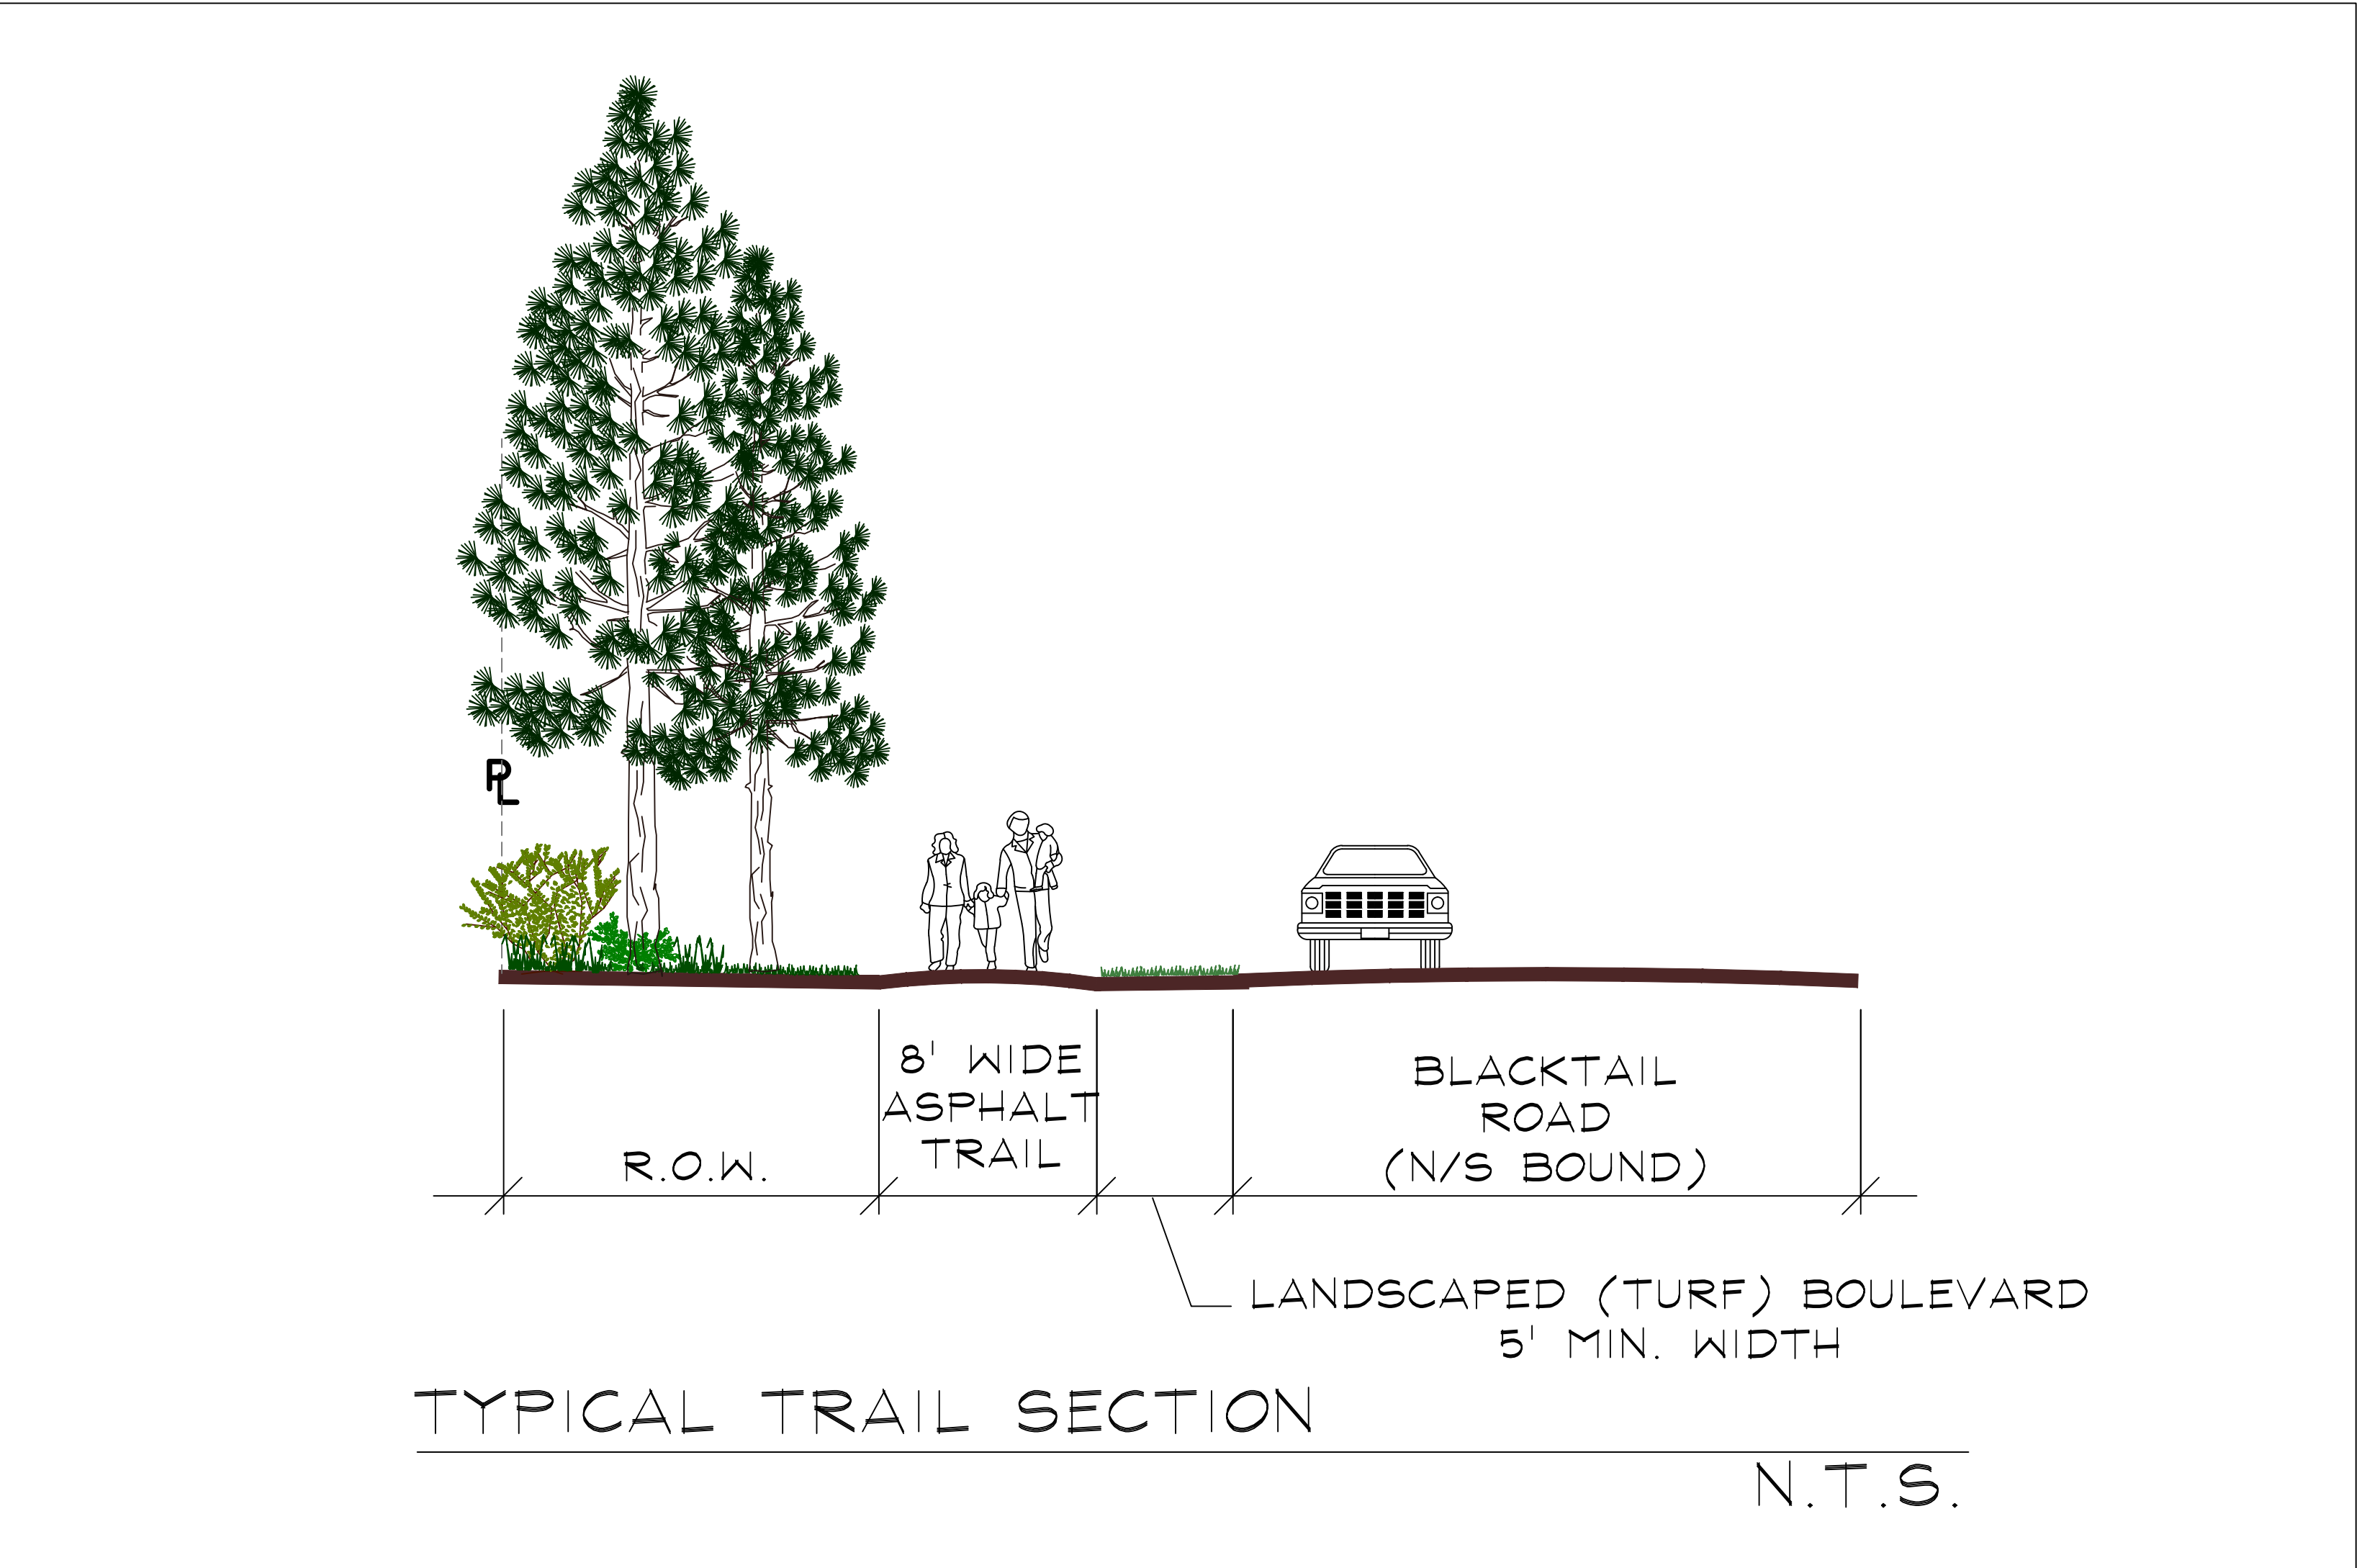 PL
8' WIDE
ASPHALT
TRAIL
R.O.W.
BLACKTAIL
ROAD
(N/S BOUND)
LANDSCAPED (TURF) BOULEVARD
5' MIN. WIDTH
TYPICAL TRAIL SECTION
N.T.S.